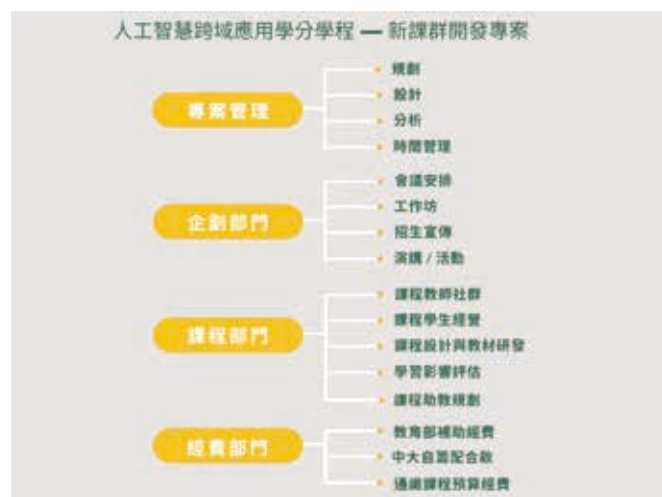 人工智慧跨域應用學分學程 — 新課群開發專案
專案管理
規劃
設計
分析
時間管理
企劃部門
會議安排
工作坊
招生宣傳
演講 / 活動
課程部門
課程教師社群
課程學生經營
課程設計與教材研發
學習影響評估
課程助教規劃
經費部門
教育部補助經費
中大自籌配合款
通識課程預算經費